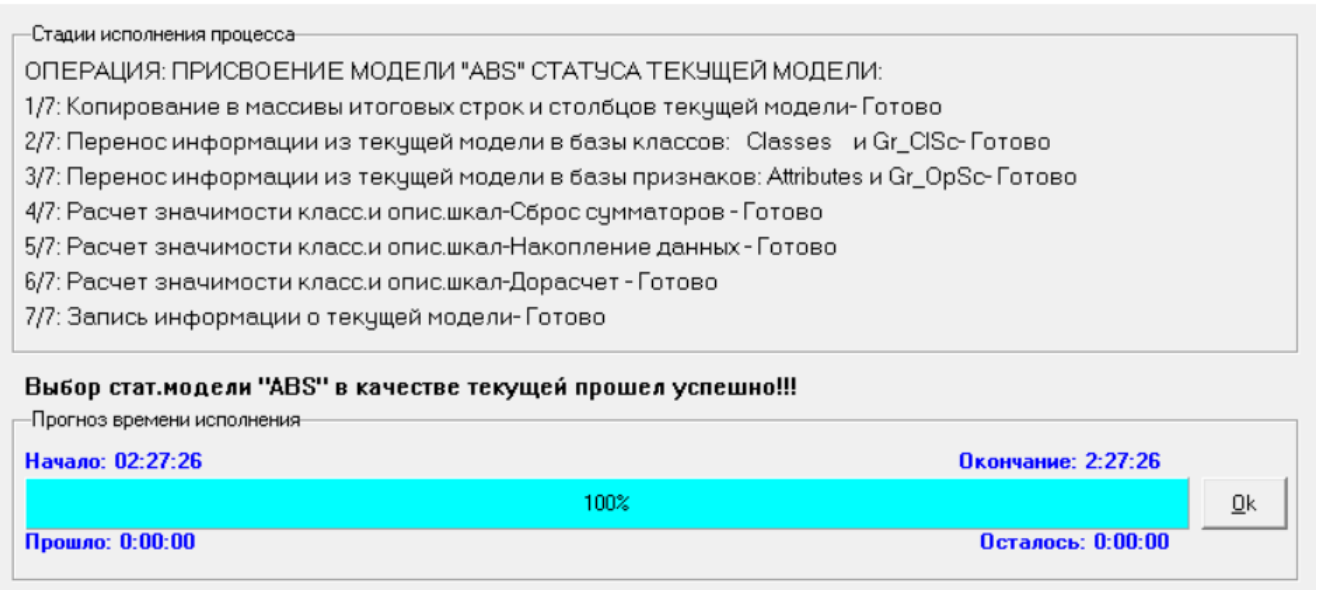 Стадии исполнения процесса
ОПЕРАЦИЯ: ПРИСВОЕНИЕ МОДЕЛИ "ABS" СТАТУСА ТЕКУЩЕЙ МОДЕЛИ:
1/7: Копирование в массивы итоговых строк и столбцов текущей модели- Готово
2/7: Перенос информации из текущей модели в базы классов: Classes и Gr_ClSc- Готово
3/7: Перенос информации из текущей модели в базы признаков: Attributes и Gr_OpSc- Готово
4/7: Расчет значимости класс.и опис.шкал-Сброс сумматоров - Готово
5/7: Расчет значимости класс.и опис.шкал-Накопление данных - Готово
6/7: Расчет значимости класс.и опис.шкал-Дорасчет - Готово
7/7: Запись информации о текущей модели- Готово
Выбор стат.модели "ABS" в качестве текущей прошел успешно!!!
Прогноз времени исполнения
Начало: 02:27:26 Окончание: 2:27:26
100% Ok
Прошло: 0:00:00 Осталось: 0:00:00